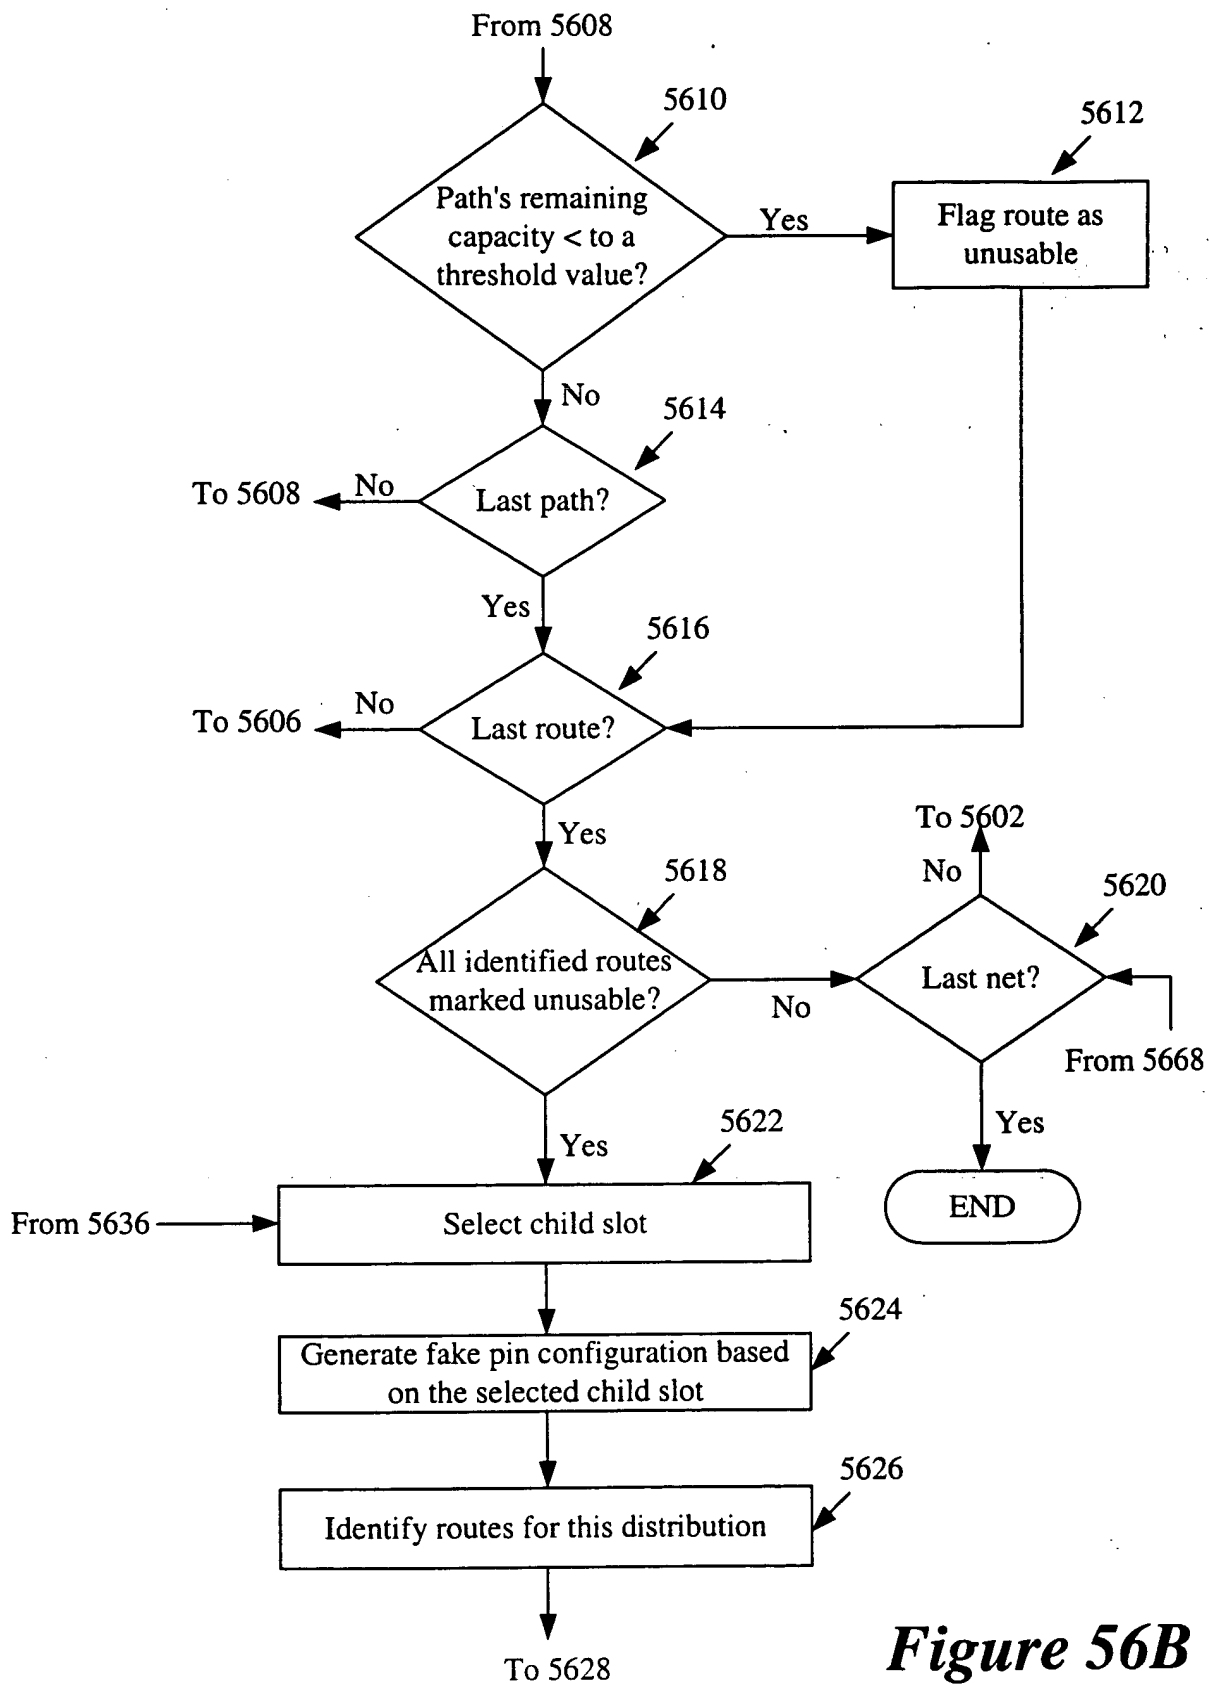 From 5608
5610
5612
Path's remaining
capacity < to a
threshold value?
Yes
Flag route as
unusable
No
5614
To 5608
No
Last path?
Yes
5616
To 5606
No
Last route?
Yes
To 5602
No
5618
5620
All identified routes
marked unusable?
No
Last net?
From 5668
Yes
Yes
5622
From 5636
Select child slot
END
5624
Generate fake pin configuration based
on the selected child slot
5626
Identify routes for this distribution
To 5628
Figure 56B